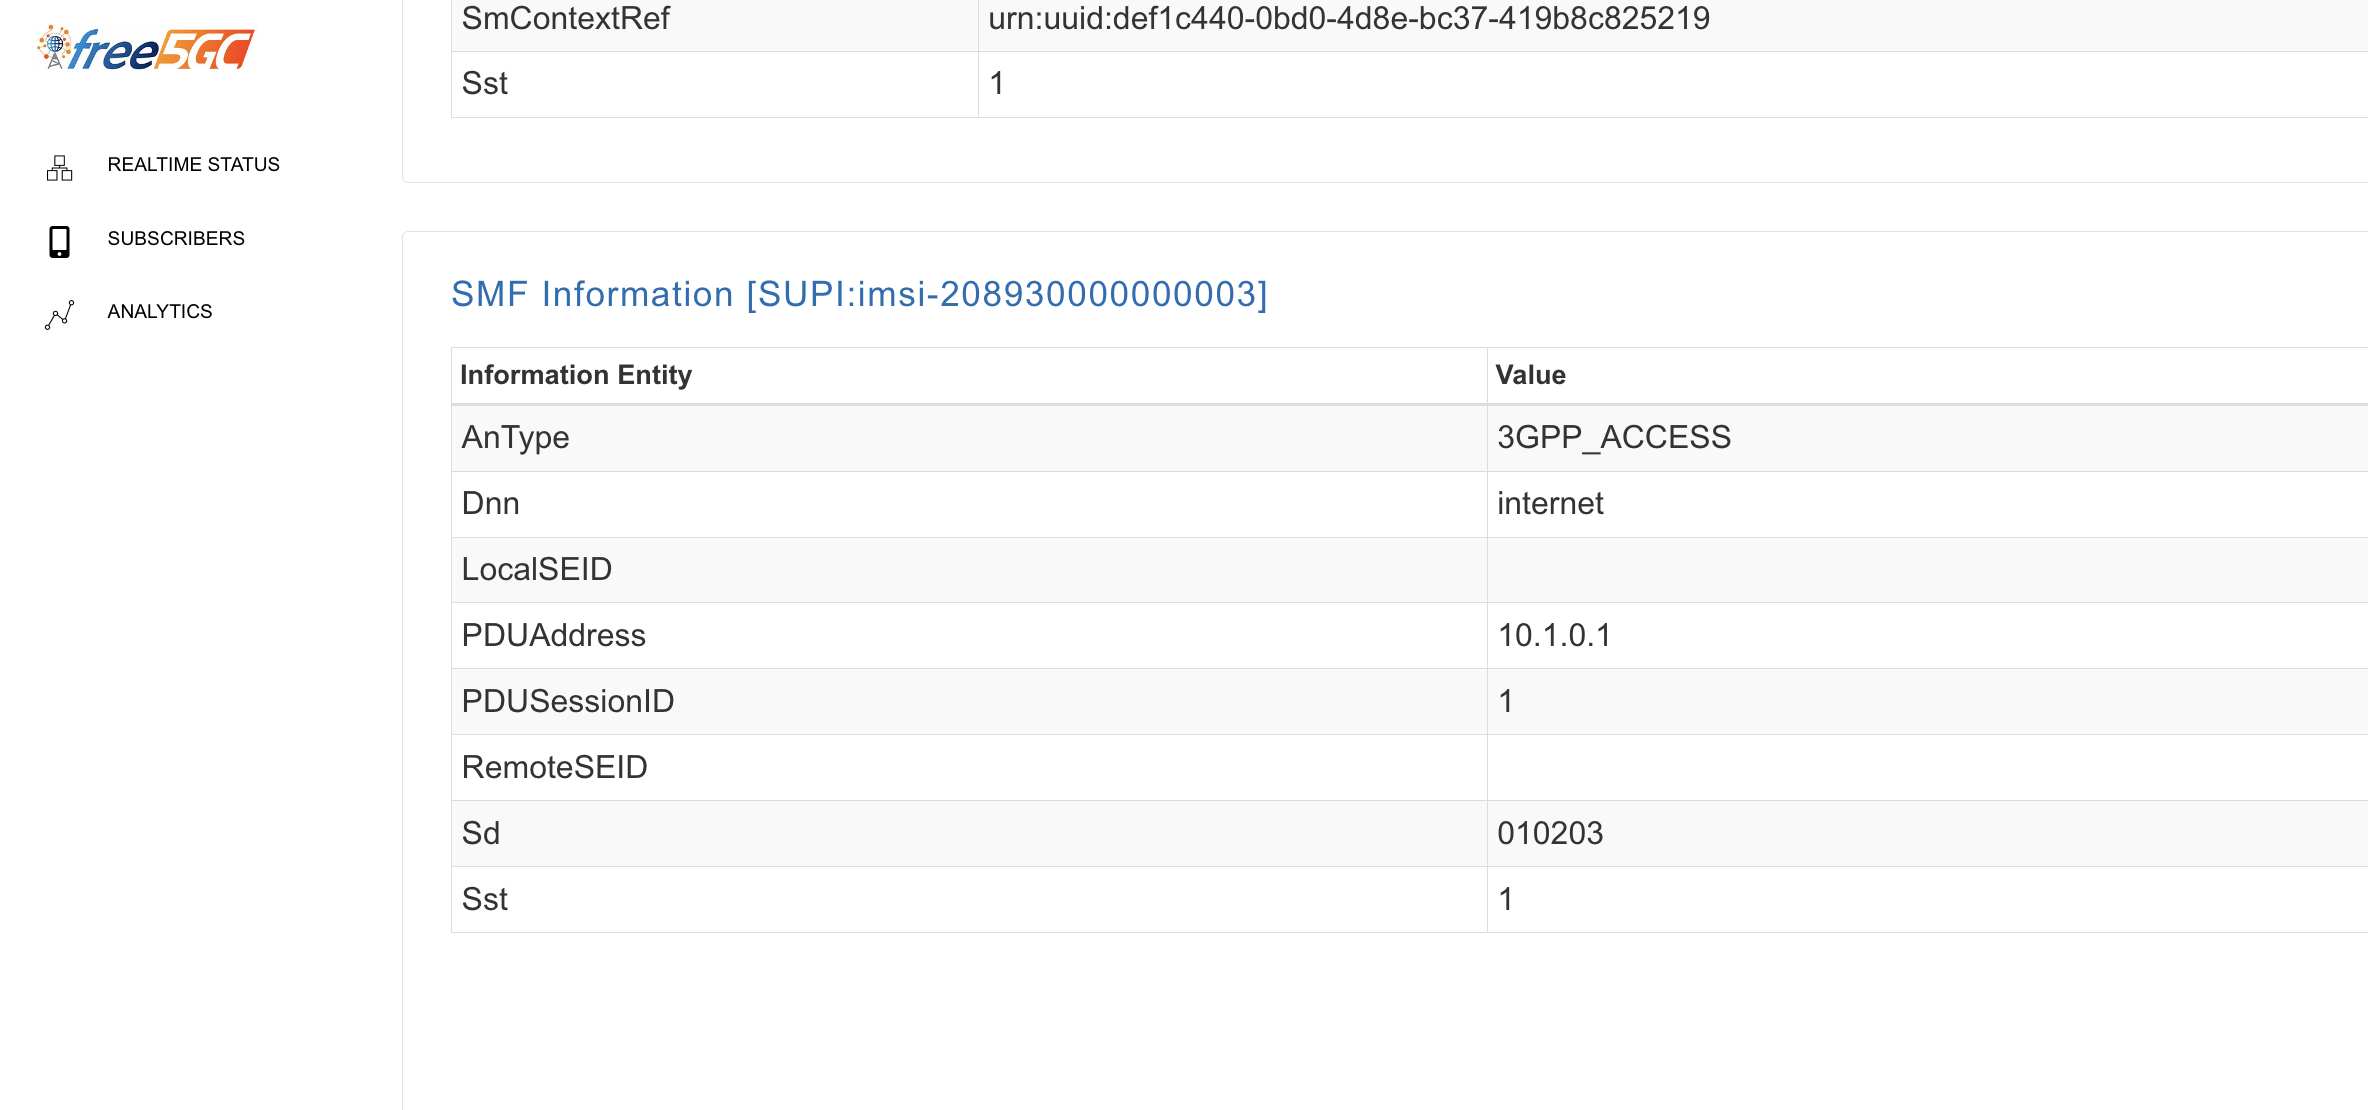 free5GC
REALTIME STATUS
SUBSCRIBERS
ANALYTICS
SmContextRef urn:uuid:def1c440-0bd0-4d8e-bc37-419b8c825219
Sst 1
SMF Information [SUPI:imsi-208930000000003]
Information Entity Value
AnType 3GPP_ACCESS
Dnn internet
LocalSEID
PDUAddress 10.1.0.1
PDUSessionID 1
RemoteSEID
Sd 010203
Sst 1